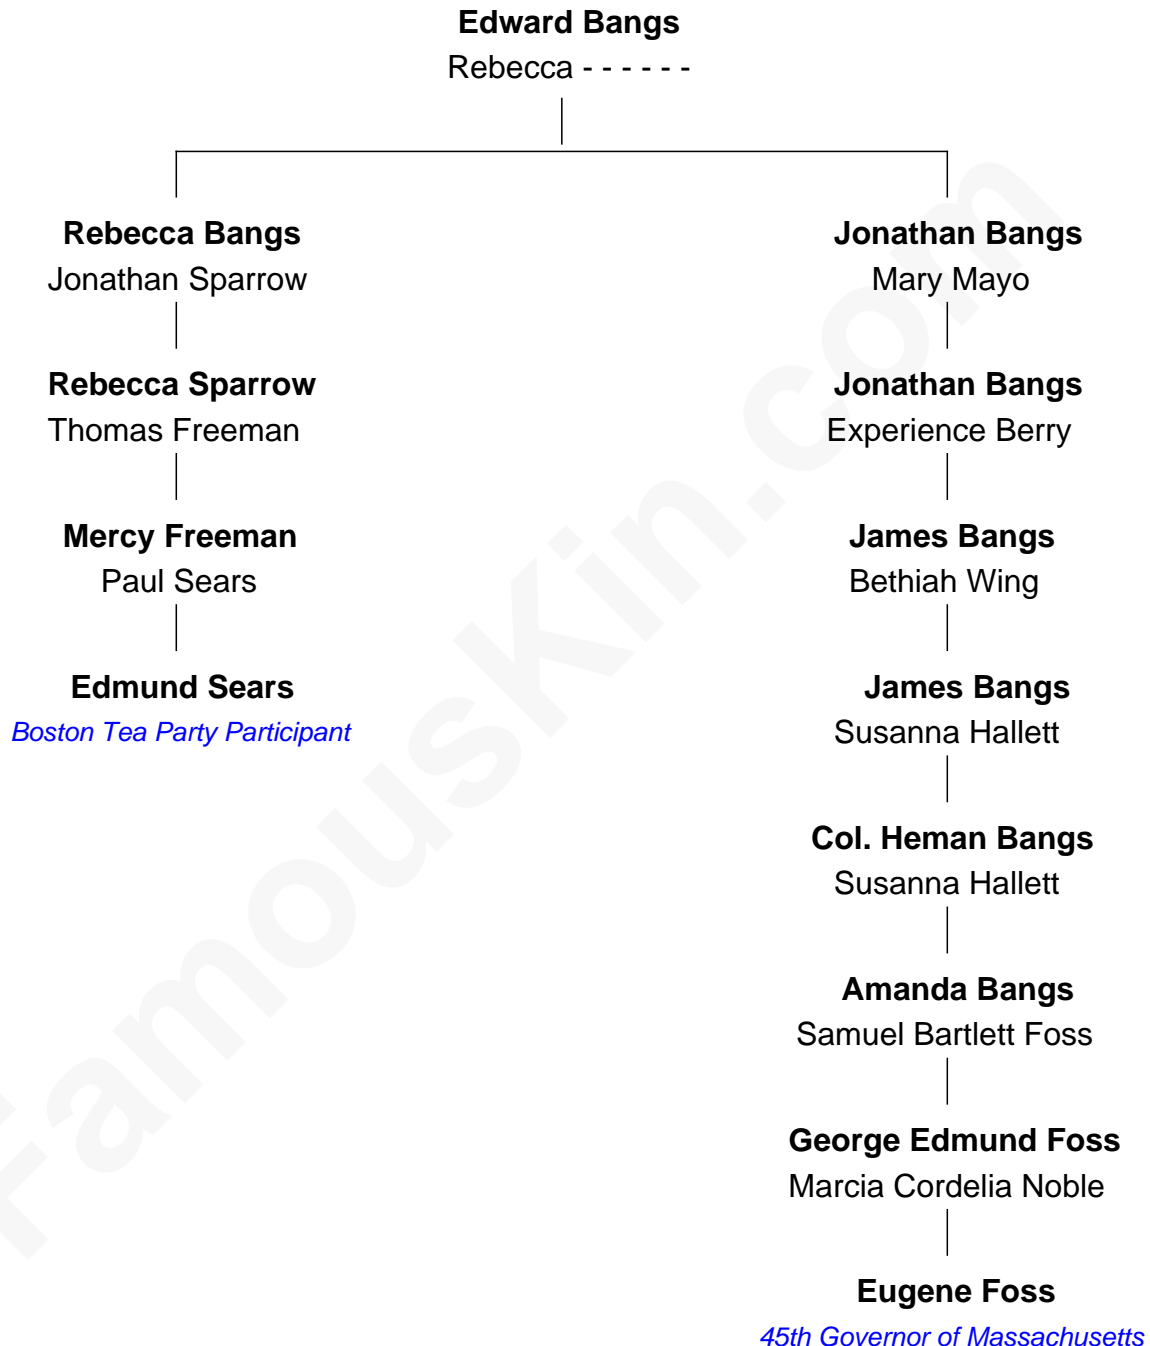 Edward Bangs
Rebecca - - - - - -
Rebecca Bangs
Jonathan Sparrow
Rebecca Sparrow
Thomas Freeman
Mercy Freeman
Paul Sears
Edmund Sears
Boston Tea Party Participant
Jonathan Bangs
Mary Mayo
Jonathan Bangs
Experience Berry
James Bangs
Bethiah Wing
James Bangs
Susanna Hallett
Col. Heman Bangs
Susanna Hallett
Amanda Bangs
Samuel Bartlett Foss
George Edmund Foss
Marcia Cordelia Noble
Eugene Foss
45th Governor of Massachusetts
FamousKin.com